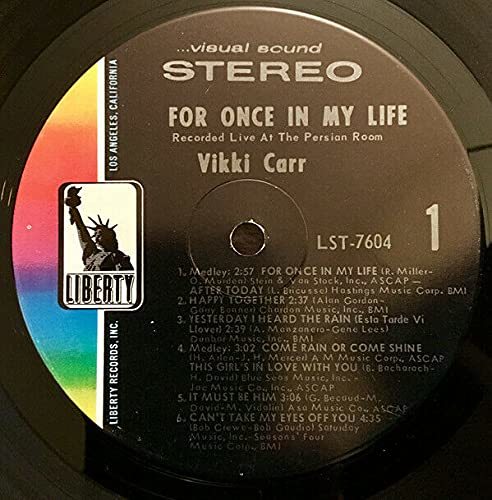 ...visual sound
STEREO
FOR ONCE IN MY LIFE
Recorded Live At The Persian Room
Vikki Carr
LST-7604
1
1. Medley: 2:57 FOR ONCE IN MY LIFE (R. Miller-
O. Murden) Stein & Van Stock, Inc., ASCAP —
AFTER TODAY (L. Bricusse) Hastings Music Corp. BMI
2. HAPPY TOGETHER 2:37 (Alan Gordon-
Gary Bonner) Chardon Music, Inc., BMI
3. YESTERDAY I HEARD THE RAIN (Esta Tarde Vi
Llover) 2:39 (A. Manzanero-Gene Lees)
Dunbar Music, Inc., BMI
4. Medley: 3:02 COME RAIN OR COME SHINE
(H. Arlen-J. H. Mercer) A M Music Corp., ASCAP
THIS GIRL'S IN LOVE WITH YOU (B. Bacharach-
H. David) Blue Seas Music, Inc.-
Jac Music Co., Inc., ASCAP
5. IT MUST BE HIM 3:06 (G. Becaud-M.
David-M. Vidalin) Asa Music Co., ASCAP
6. CAN'T TAKE MY EYES OFF YOU 4:35
(Bob Crewe-Bob Gaudio) Saturday
Music, Inc.-Seasons' Four
Music Corp., BMI
LIBERTY
LIBERTY RECORDS, INC.
LOS ANGELES, CALIFORNIA